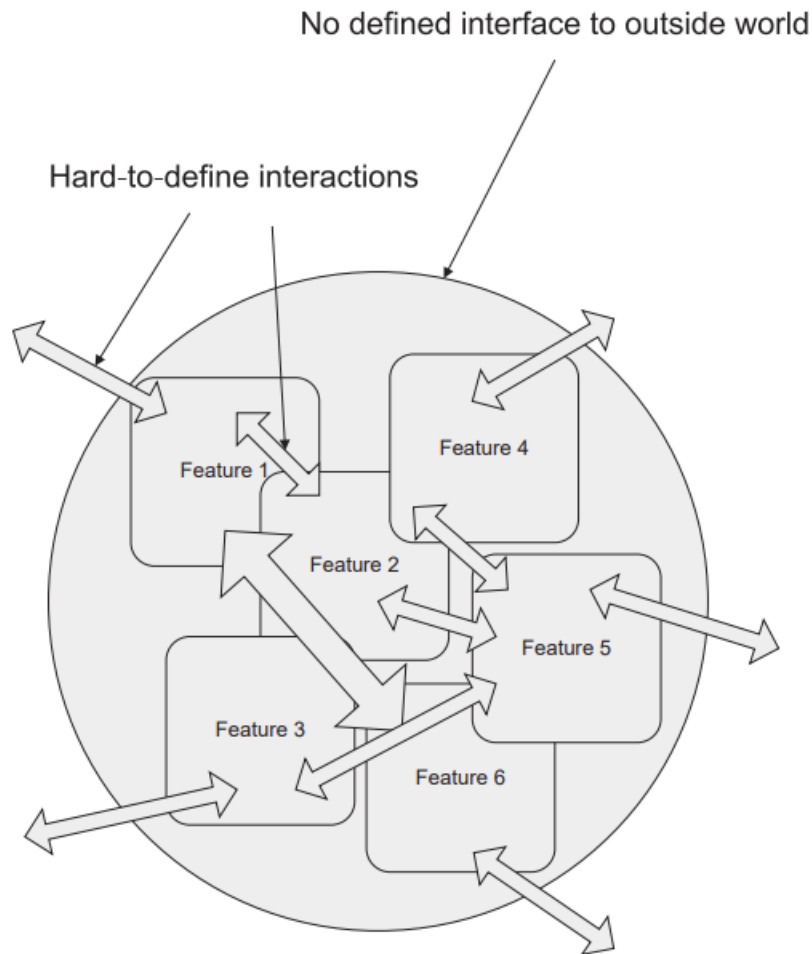 No defined interface to outside world
Hard-to-define interactions
Feature 4
Feature 1
Feature 2
Feature 5
Feature 3
Feature 6